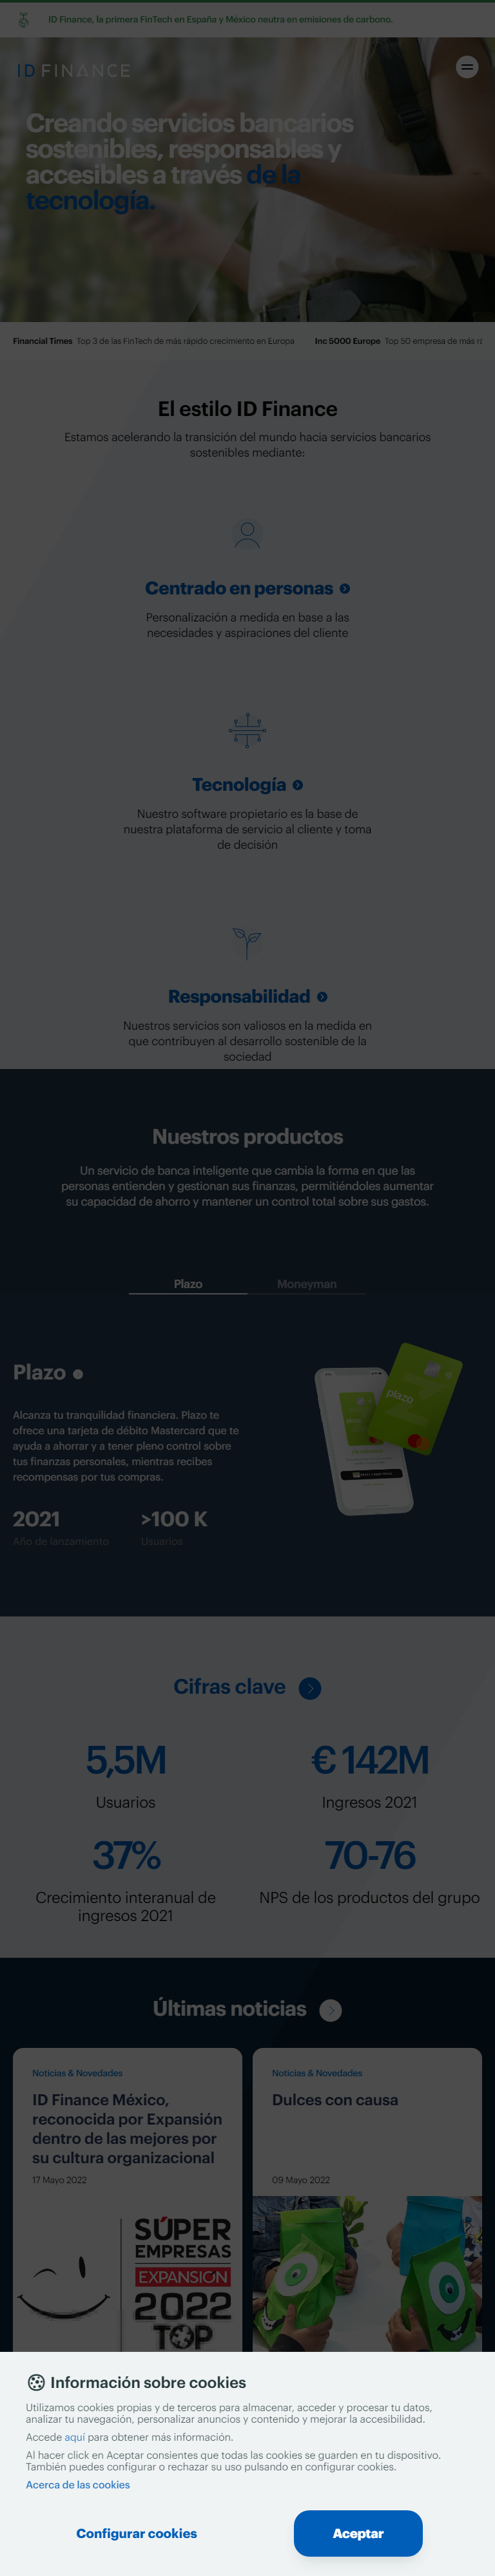 ID Finance, la primera FinTech en España y México neutra en emisiones de carbono.
ID FINANCE
Creando servicios bancarios
sostenibles, responsables y
accesibles a través de la
tecnología.
Financial Times Top 3 de las FinTech de más rápido crecimiento en Europa Inc 5000 Europe Top 50 empresa de más
El estilo ID Finance
Estamos acelerando la transición del mundo hacia servicios bancarios
sostenibles mediante:
Centrado en personas
Personalización a medida en base a las
necesidades y aspiraciones del cliente
Tecnología
Nuestro software propietario es la base de
nuestra plataforma de servicio al cliente y toma
de decisión
Responsabilidad
Nuestros servicios son valiosos en la medida en
que contribuyen al desarrollo sostenible de la
sociedad
Nuestros productos
Un servicio de banca inteligente que cambia la forma en que las
personas entienden y gestionan sus finanzas, permitiéndoles aumentar
su capacidad de ahorro y mantener un control total sobre sus gastos.
Plazo Moneyman
Plazo
Alcanza tu tranquilidad financiera. Plazo te
ofrece una tarjeta de débito Mastercard que te
ayuda a ahorrar y a tener pleno control sobre
tus finanzas personales, mientras recibes
recompensas por tus compras.
plazo
plazo
2021 >100 K
Año de lanzamiento Usuarios
Cifras clave
5,5M € 142M
Usuarios Ingresos 2021
37% 70-76
Crecimiento interanual de NPS de los productos del grupo
ingresos 2021
Últimas noticias
Noticias & Novedades
ID Finance México,
reconocida por Expansión
dentro de las mejores por
su cultura organizacional
17 Mayo 2022
SÚPER
EMPRESAS
EXPANSIÓN
2022
TOP
Noticias & Novedades
Dulces con causa
09 Mayo 2022
Información sobre cookies
Utilizamos cookies propias y de terceros para almacenar, acceder y procesar tu datos,
analizar tu navegación, personalizar anuncios y contenido y mejorar la accesibilidad.
Accede aquí para obtener más información.
Al hacer click en Aceptar consientes que todas las cookies se guarden en tu dispositivo.
También puedes configurar o rechazar su uso pulsando en configurar cookies.
Acerca de las cookies
Configurar cookies Aceptar